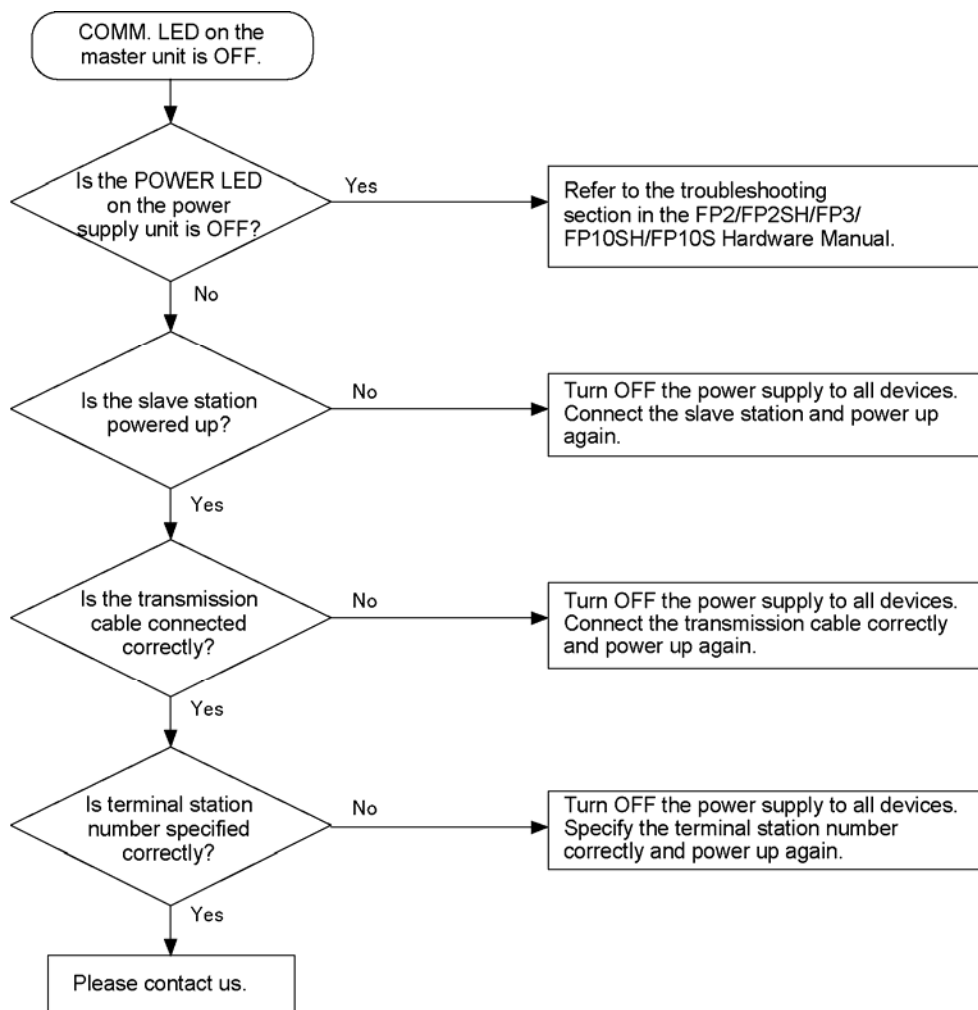 COMM. LED on the
master unit is OFF.
Is the POWER LED
on the power
supply unit is OFF?
Yes
Refer to the troubleshooting
section in the FP2/FP2SH/FP3/
FP10SH/FP10S Hardware Manual.
No
Is the slave station
powered up?
No
Turn OFF the power supply to all devices.
Connect the slave station and power up
again.
Yes
Is the transmission
cable connected
correctly?
No
Turn OFF the power supply to all devices.
Connect the transmission cable correctly
and power up again.
Yes
Is terminal station
number specified
correctly?
No
Turn OFF the power supply to all devices.
Specify the terminal station number
correctly and power up again.
Yes
Please contact us.